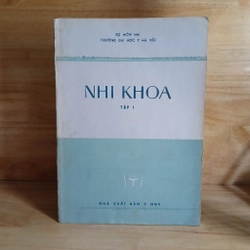 BỘ MÔN NHI
TRƯỜNG ĐẠI HỌC Y HÀ NỘI
NHI KHOA
TẬP I
NHÀ XUẤT BẢN Y HỌC